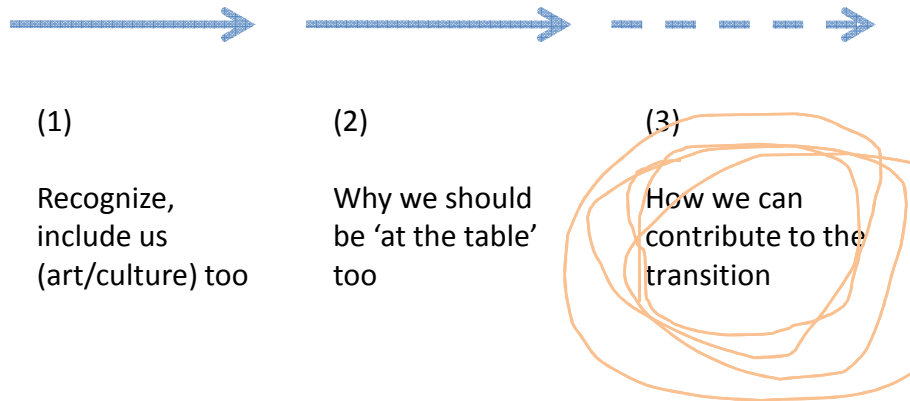 (1)
Recognize,
include us
(art/culture) too
(2)
Why we should
be ‘at the table’
too
(3)
How we can
contribute to the
transition